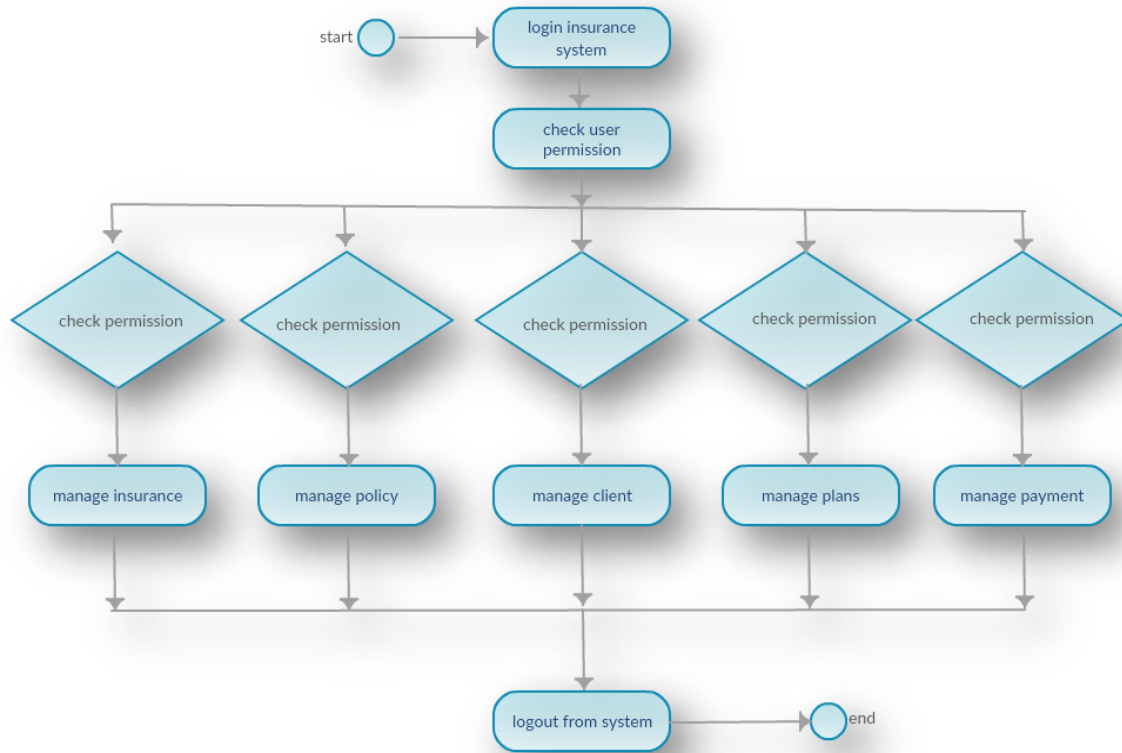 start
login insurance
system
check user
permission
check permission
check permission
check permission
check permission
check permission
manage insurance
manage policy
manage client
manage plans
manage payment
logout from system
end